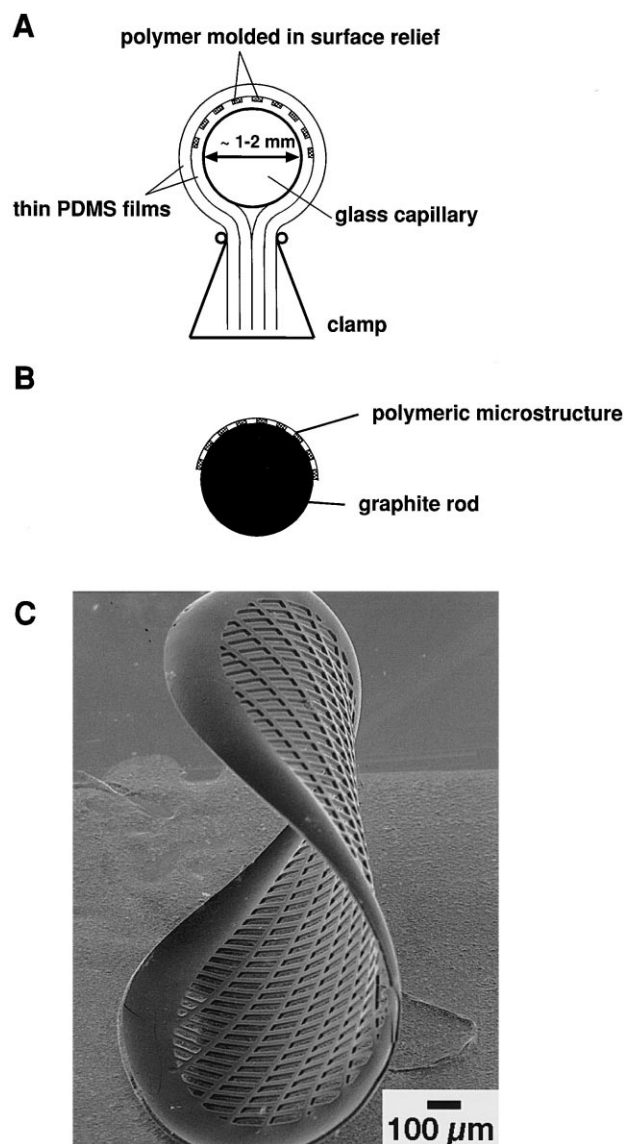 A
polymer molded in surface relief
~ 1-2 mm
thin PDMS films
glass capillary
clamp
B
polymeric microstructure
graphite rod
C
100 µm